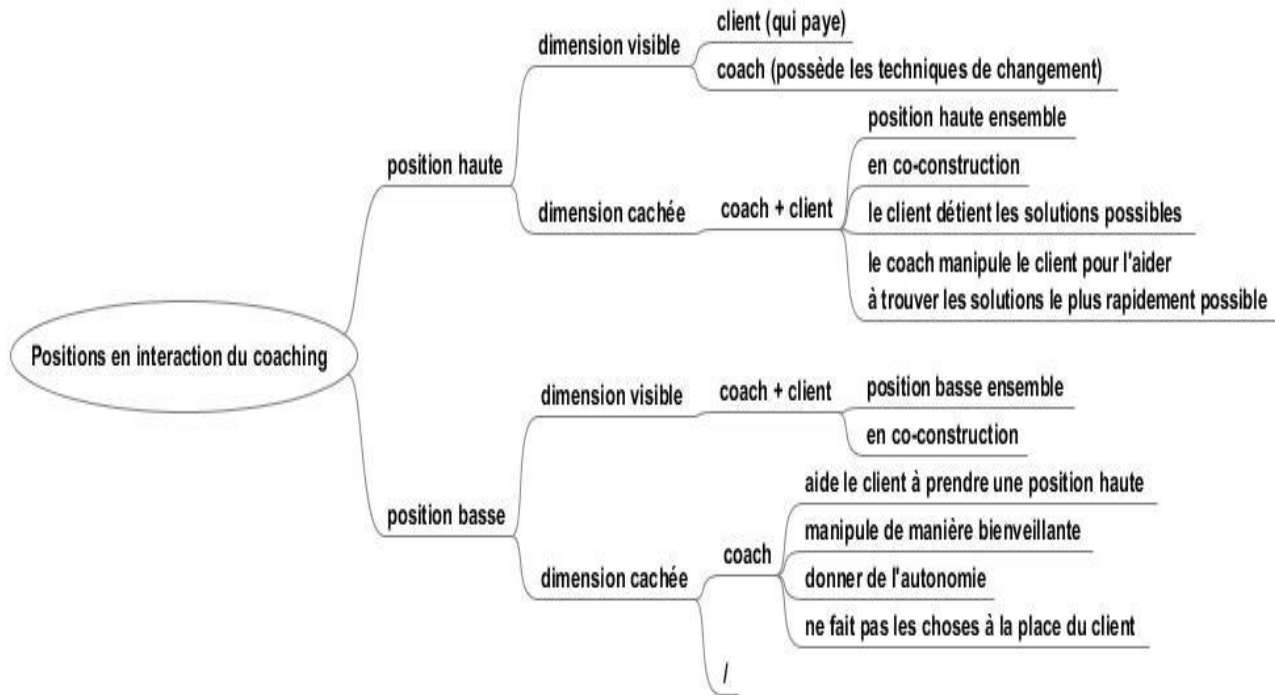 Positions en interaction du coaching
position haute
dimension visible
client (qui paye)
coach (possède les techniques de changement)
dimension cachée
coach + client
position haute ensemble
en co-construction
le client détient les solutions possibles
le coach manipule le client pour l'aider
à trouver les solutions le plus rapidement possible
position basse
dimension visible
coach + client
position basse ensemble
en co-construction
dimension cachée
coach
aide le client à prendre une position haute
manipule de manière bienveillante
donner de l'autonomie
ne fait pas les choses à la place du client
/